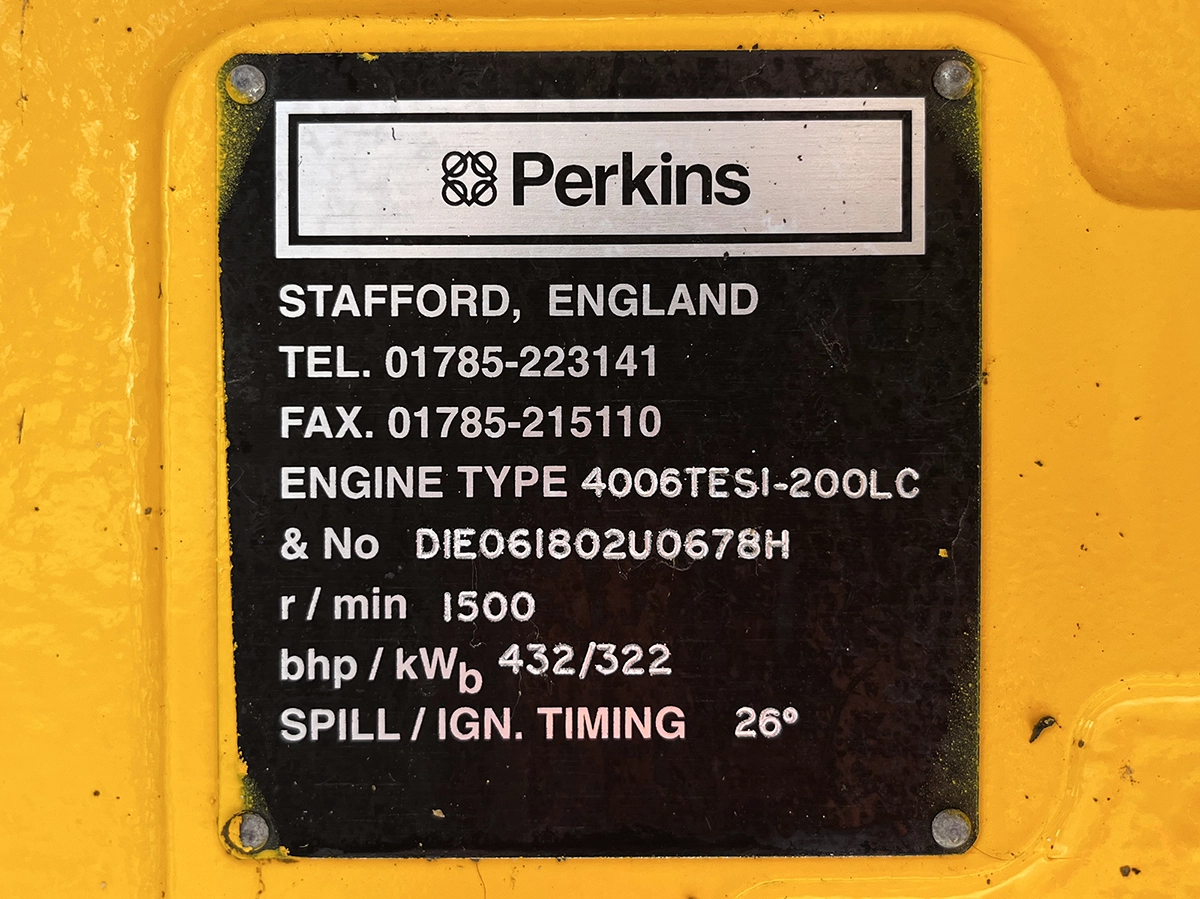 Perkins
STAFFORD, ENGLAND
TEL. 01785-223141
FAX. 01785-215110
ENGINE TYPE 4006TESI-200LC
& No DIE061802U0678H
r / min 1500
bhp / kWb 432/322
SPILL / IGN. TIMING 26º